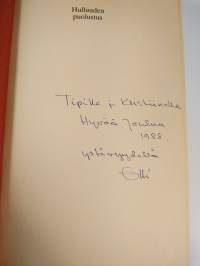 Hulluuden
puolustus
Tipille ja Kristiinalle
Hyvää Joulua
1988
ystävyydellä
Olli